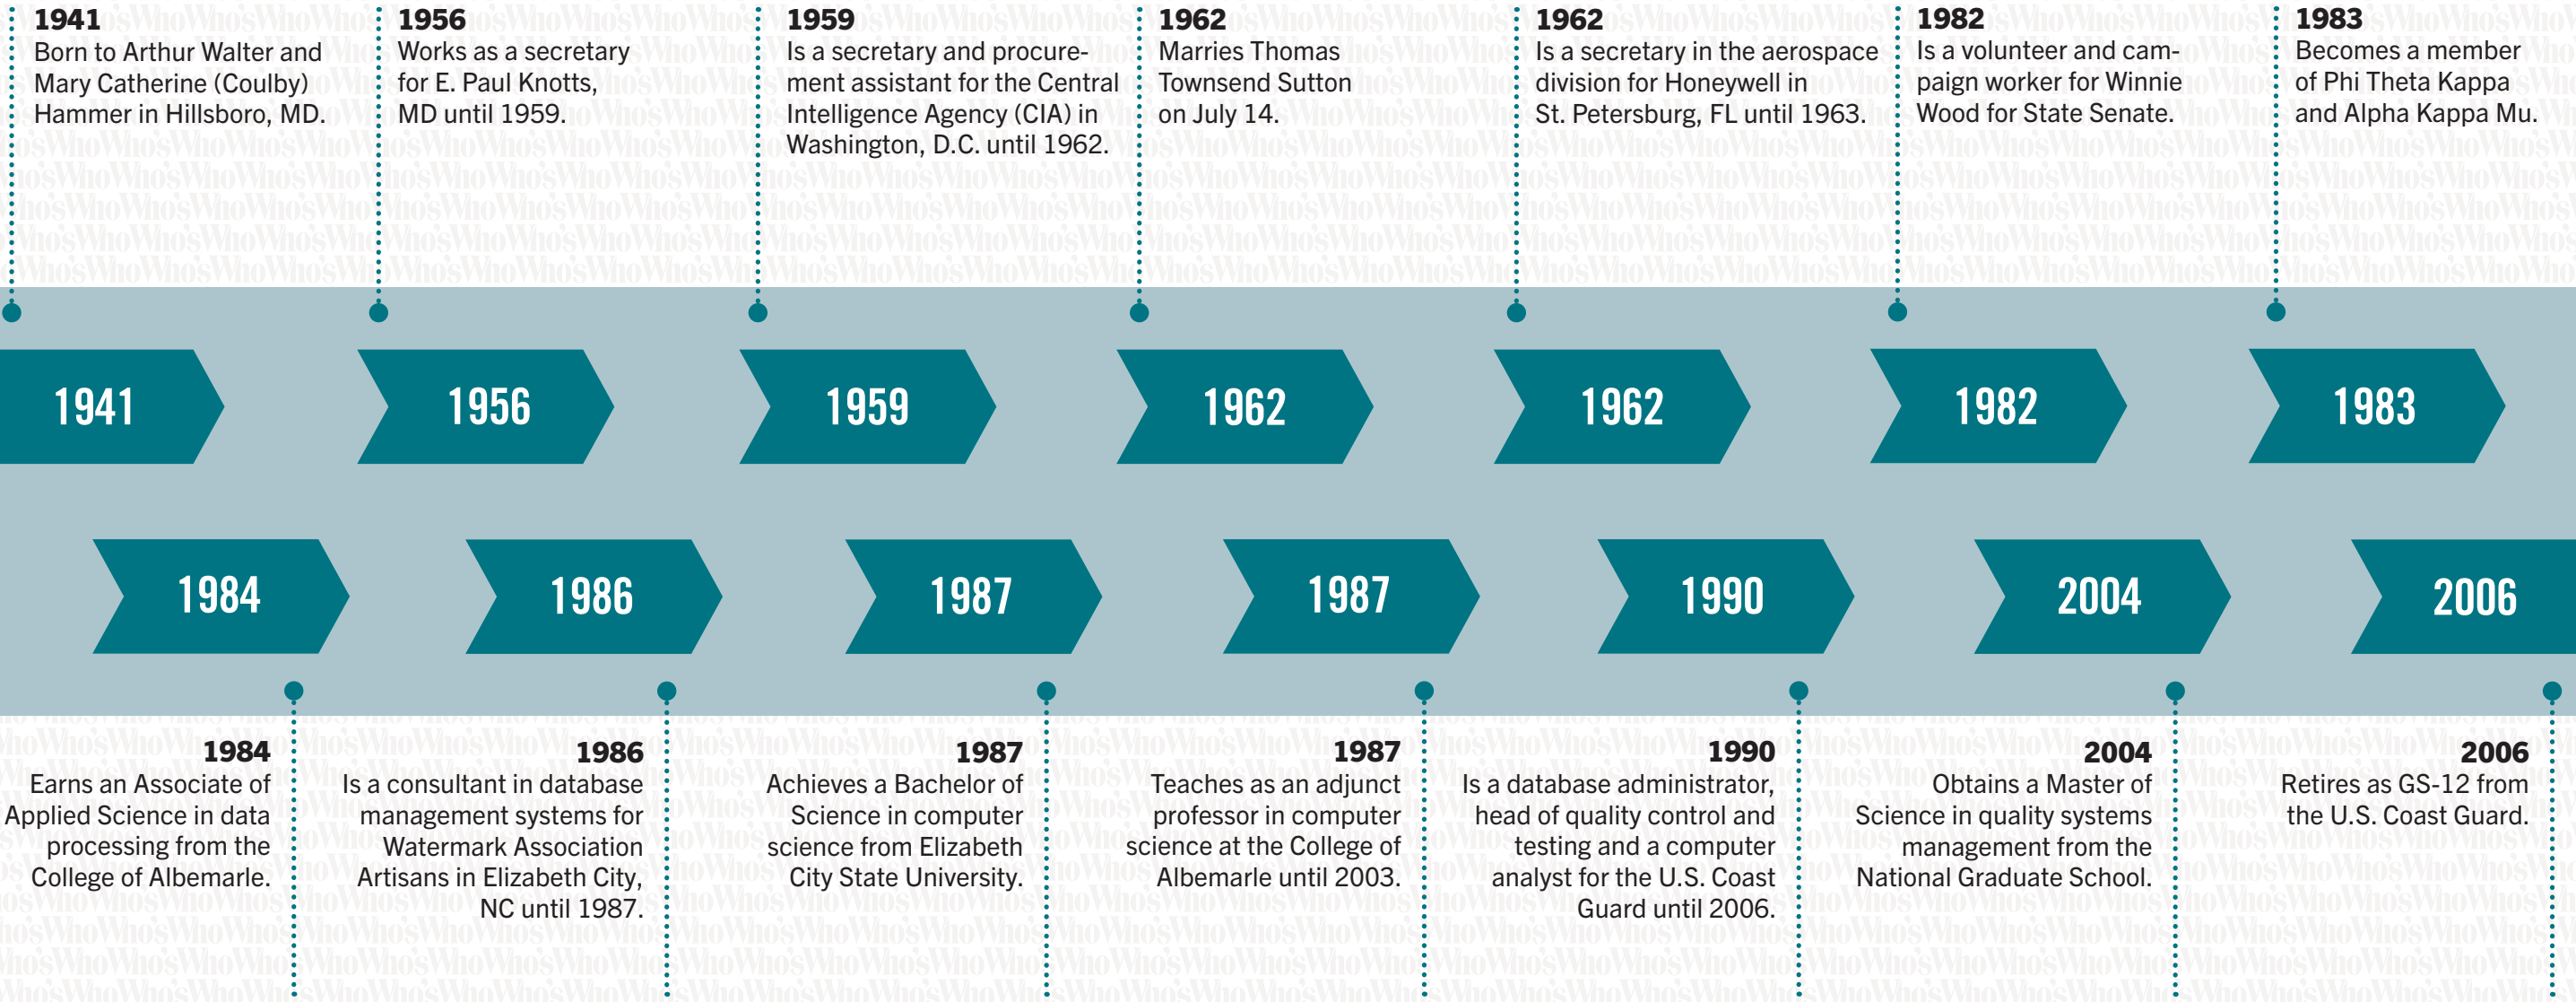 1941
Born to Arthur Walter and
Mary Catherine (Coulby)
Hammer in Hillsboro, MD.
1956
Works as a secretary
for E. Paul Knotts,
MD until 1959.
1959
Is a secretary and procure-
ment assistant for the Central
Intelligence Agency (CIA) in
Washington, D.C. until 1962.
1962
Marries Thomas
Townsend Sutton
on July 14.
1962
Is a secretary in the aerospace
division for Honeywell in
St. Petersburg, FL until 1963.
1982
Is a volunteer and cam-
paign worker for Winnie
Wood for State Senate.
1983
Becomes a member
of Phi Theta Kappa
and Alpha Kappa Mu.
1941
1956
1959
1962
1962
1982
1983
1984
1986
1987
1987
1990
2004
2006
1984
Earns an Associate of
Applied Science in data
processing from the
College of Albemarle.
1986
Is a consultant in database
management systems for
Watermark Association
Artisans in Elizabeth City,
NC until 1987.
1987
Achieves a Bachelor of
Science in computer
science from Elizabeth
City State University.
1987
Teaches as an adjunct
professor in computer
science at the College of
Albemarle until 2003.
1990
Is a database administrator,
head of quality control and
testing and a computer
analyst for the U.S. Coast
Guard until 2006.
2004
Obtains a Master of
Science in quality systems
management from the
National Graduate School.
2006
Retires as GS-12 from
the U.S. Coast Guard.